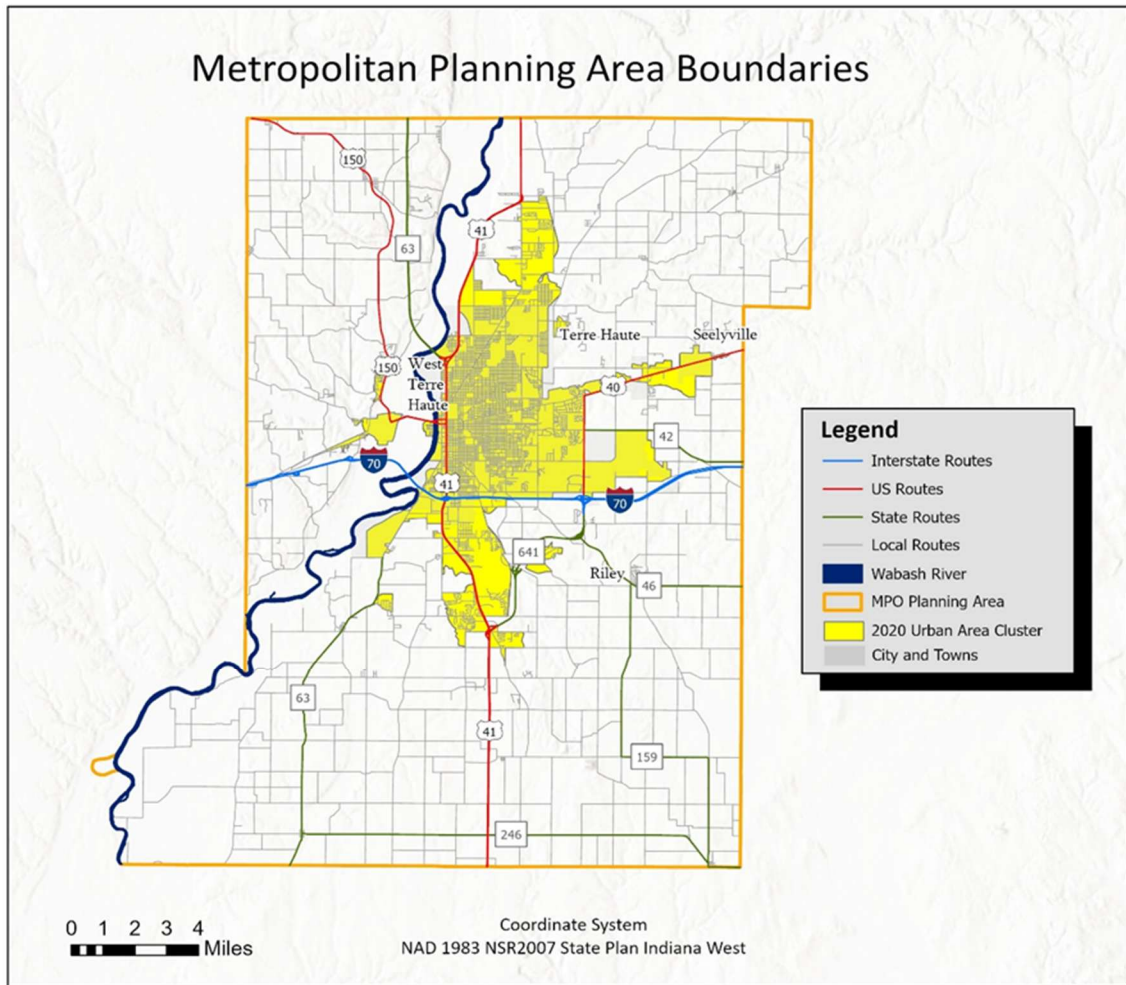 Metropolitan Planning Area Boundaries
150
63
41
Terre Haute
Seelyville
150
West
Terre
Haute
40
42
70
41
70
641
Riley
46
63
41
159
246
Legend
Interstate Routes
US Routes
State Routes
Local Routes
Wabash River
MPO Planning Area
2020 Urban Area Cluster
City and Towns
0 1 2 3 4
Miles
Coordinate System
NAD 1983 NSR2007 State Plan Indiana West